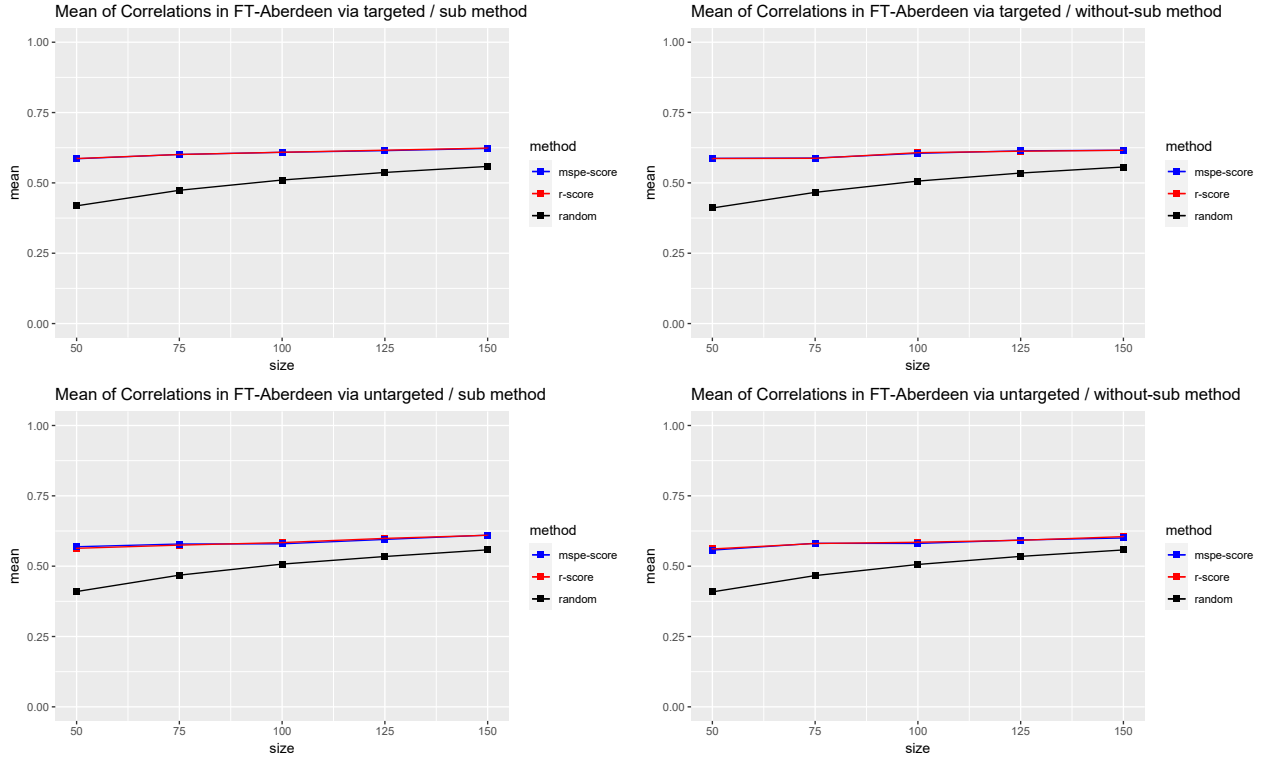 Mean of Correlations in FT-Aberdeen via targeted / sub method
1.00
0.75
0.50
0.25
0.00
mean
50 75 100 125 150
size
method
mspe-score
r-score
random
Mean of Correlations in FT-Aberdeen via targeted / without-sub method
1.00
0.75
0.50
0.25
0.00
mean
50 75 100 125 150
size
method
mspe-score
r-score
random
Mean of Correlations in FT-Aberdeen via untargeted / sub method
1.00
0.75
0.50
0.25
0.00
mean
50 75 100 125 150
size
method
mspe-score
r-score
random
Mean of Correlations in FT-Aberdeen via untargeted / without-sub method
1.00
0.75
0.50
0.25
0.00
mean
50 75 100 125 150
size
method
mspe-score
r-score
random